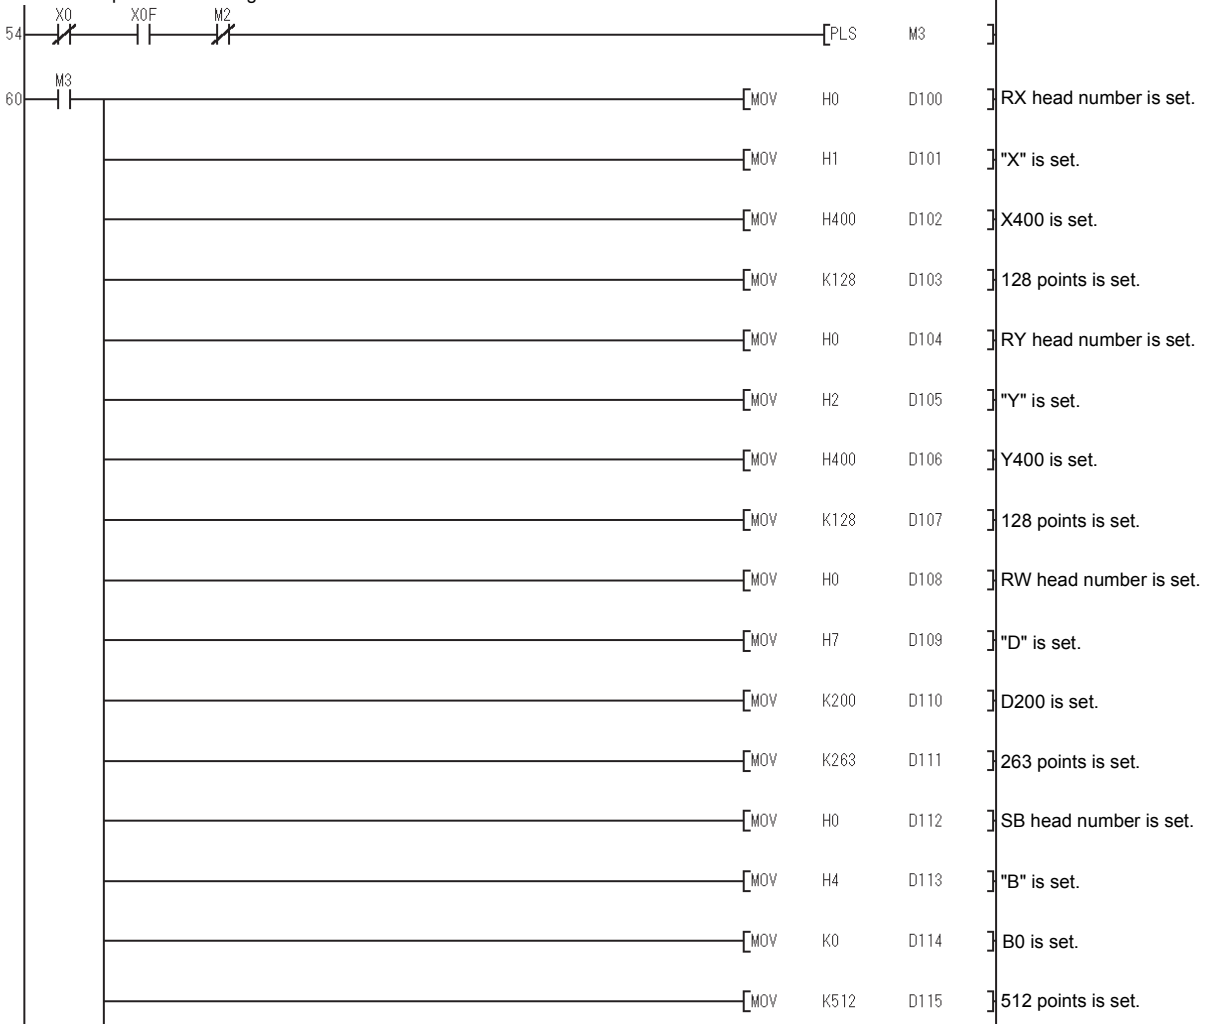 X0 X0F M2
54 [PLS M3 ]
M3
60 [MOV H0 D100 ] RX head number is set.
[MOV H1 D101 ] "X" is set.
[MOV H400 D102 ] X400 is set.
[MOV K128 D103 ] 128 points is set.
[MOV H0 D104 ] RY head number is set.
[MOV H2 D105 ] "Y" is set.
[MOV H400 D106 ] Y400 is set.
[MOV K128 D107 ] 128 points is set.
[MOV H0 D108 ] RW head number is set.
[MOV H7 D109 ] "D" is set.
[MOV K200 D110 ] D200 is set.
[MOV K263 D111 ] 263 points is set.
[MOV H0 D112 ] SB head number is set.
[MOV H4 D113 ] "B" is set.
[MOV K0 D114 ] B0 is set.
[MOV K512 D115 ] 512 points is set.